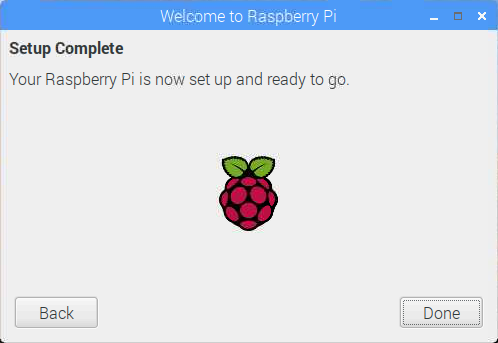 Welcome to Raspberry Pi
Setup Complete
Your Raspberry Pi is now set up and ready to go.
Back
Done